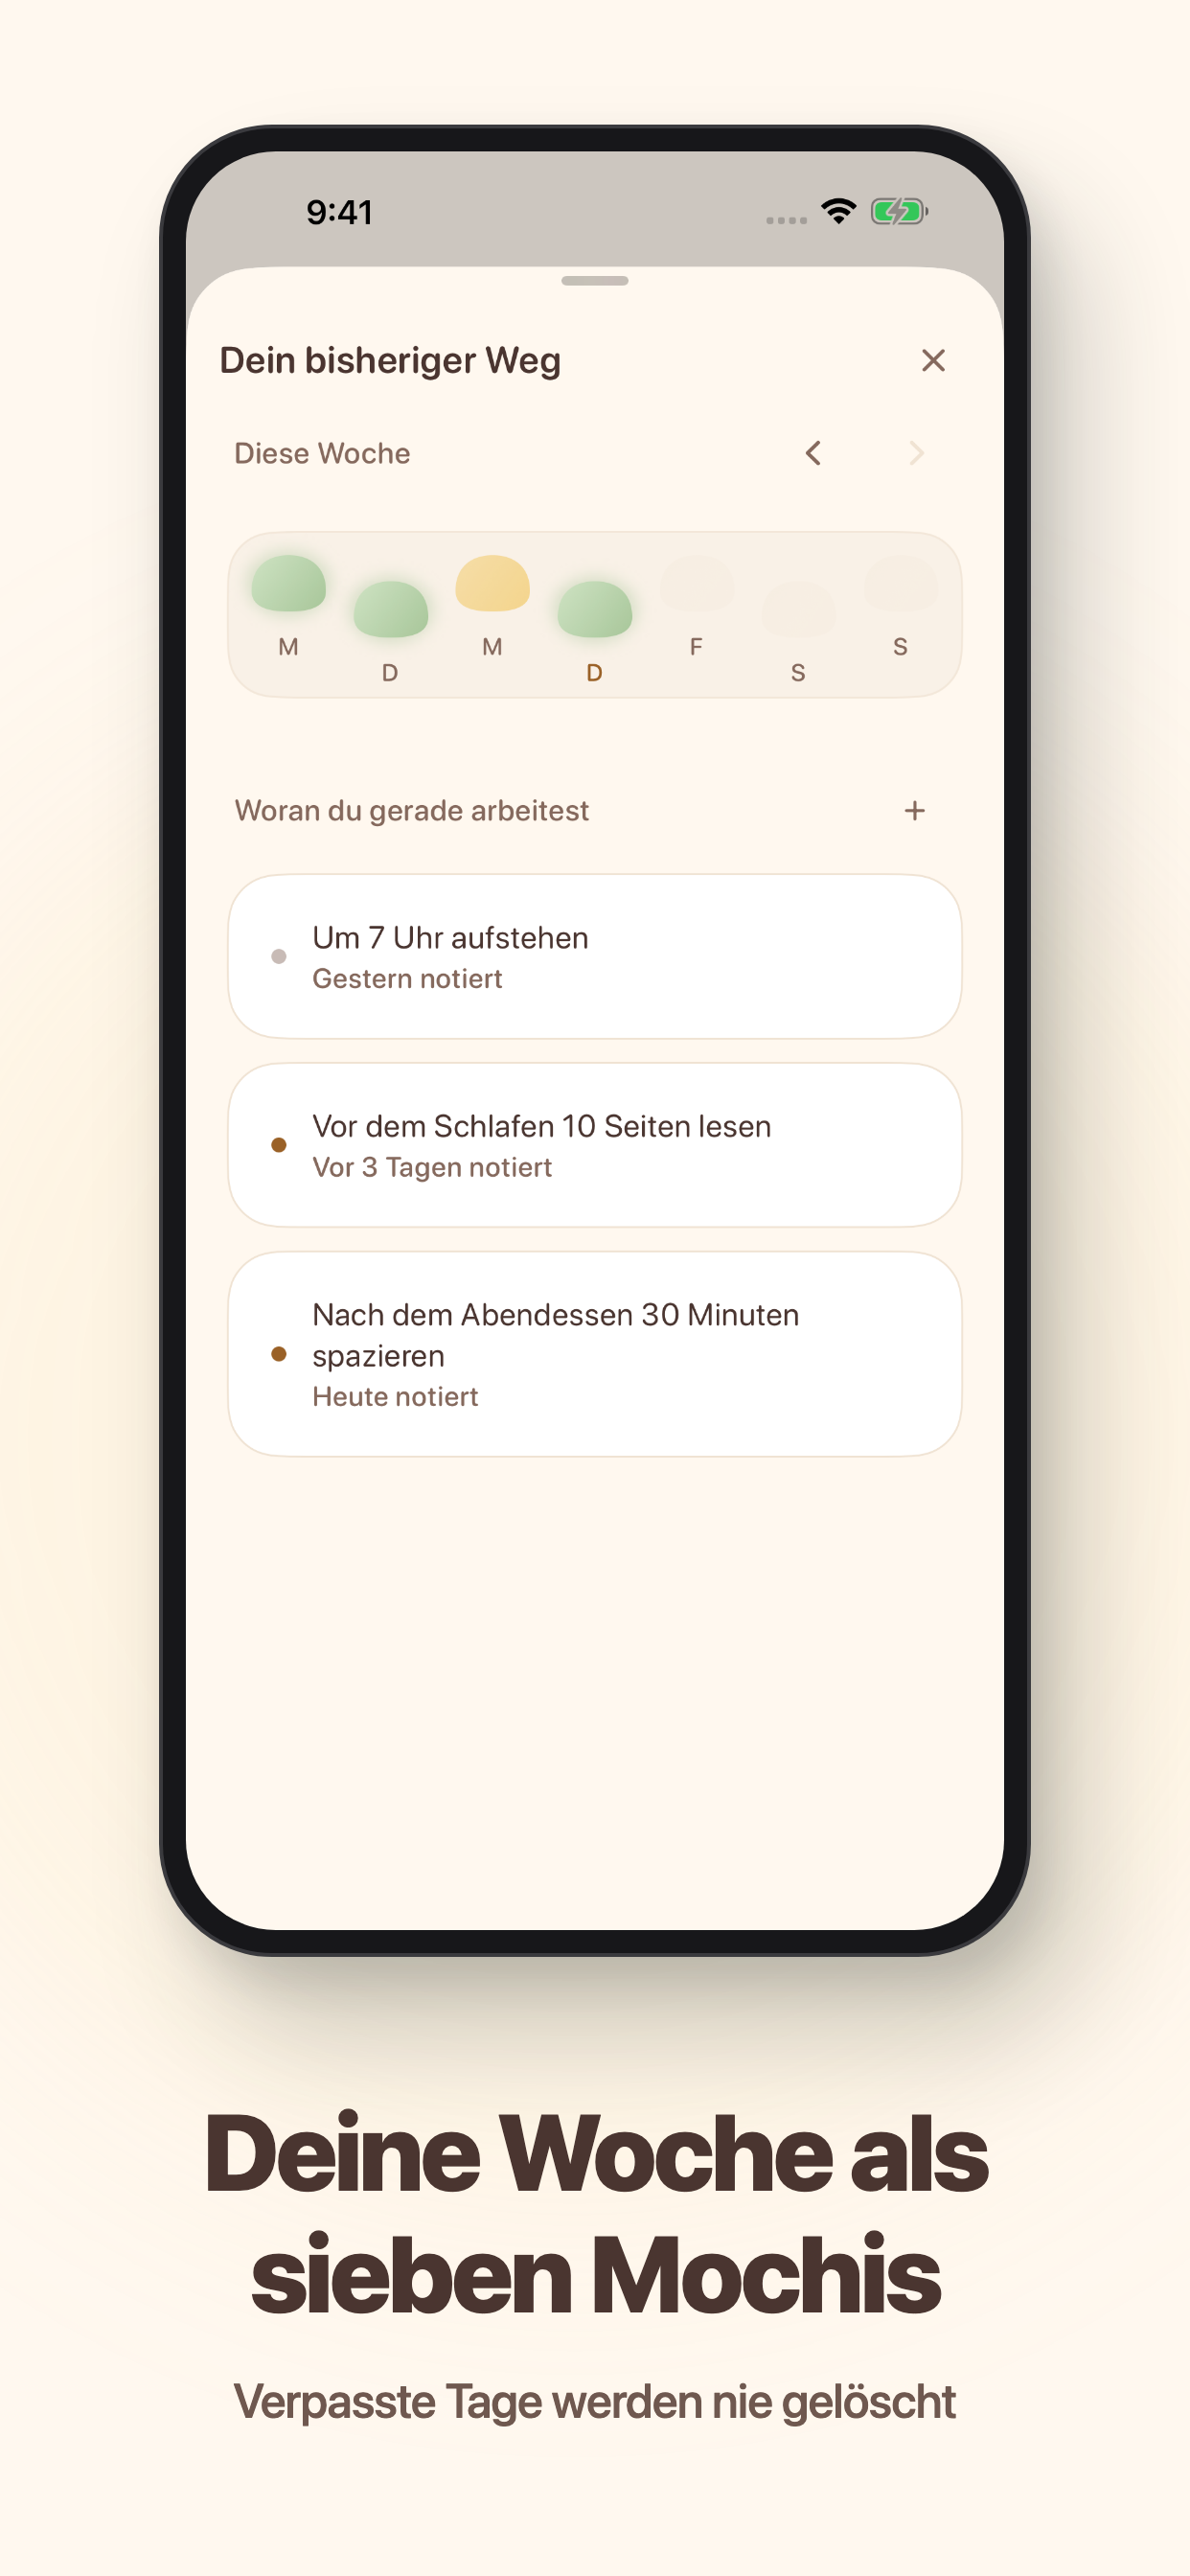 9:41
Dein bisheriger Weg
Diese Woche
M
D
M
D
F
S
S
Woran du gerade arbeitest
Um 7 Uhr aufstehen
Gestern notiert
Vor dem Schlafen 10 Seiten lesen
Vor 3 Tagen notiert
Nach dem Abendessen 30 Minuten
spazieren
Heute notiert
Deine Woche als
sieben Mochis
Verpasste Tage werden nie gelöscht